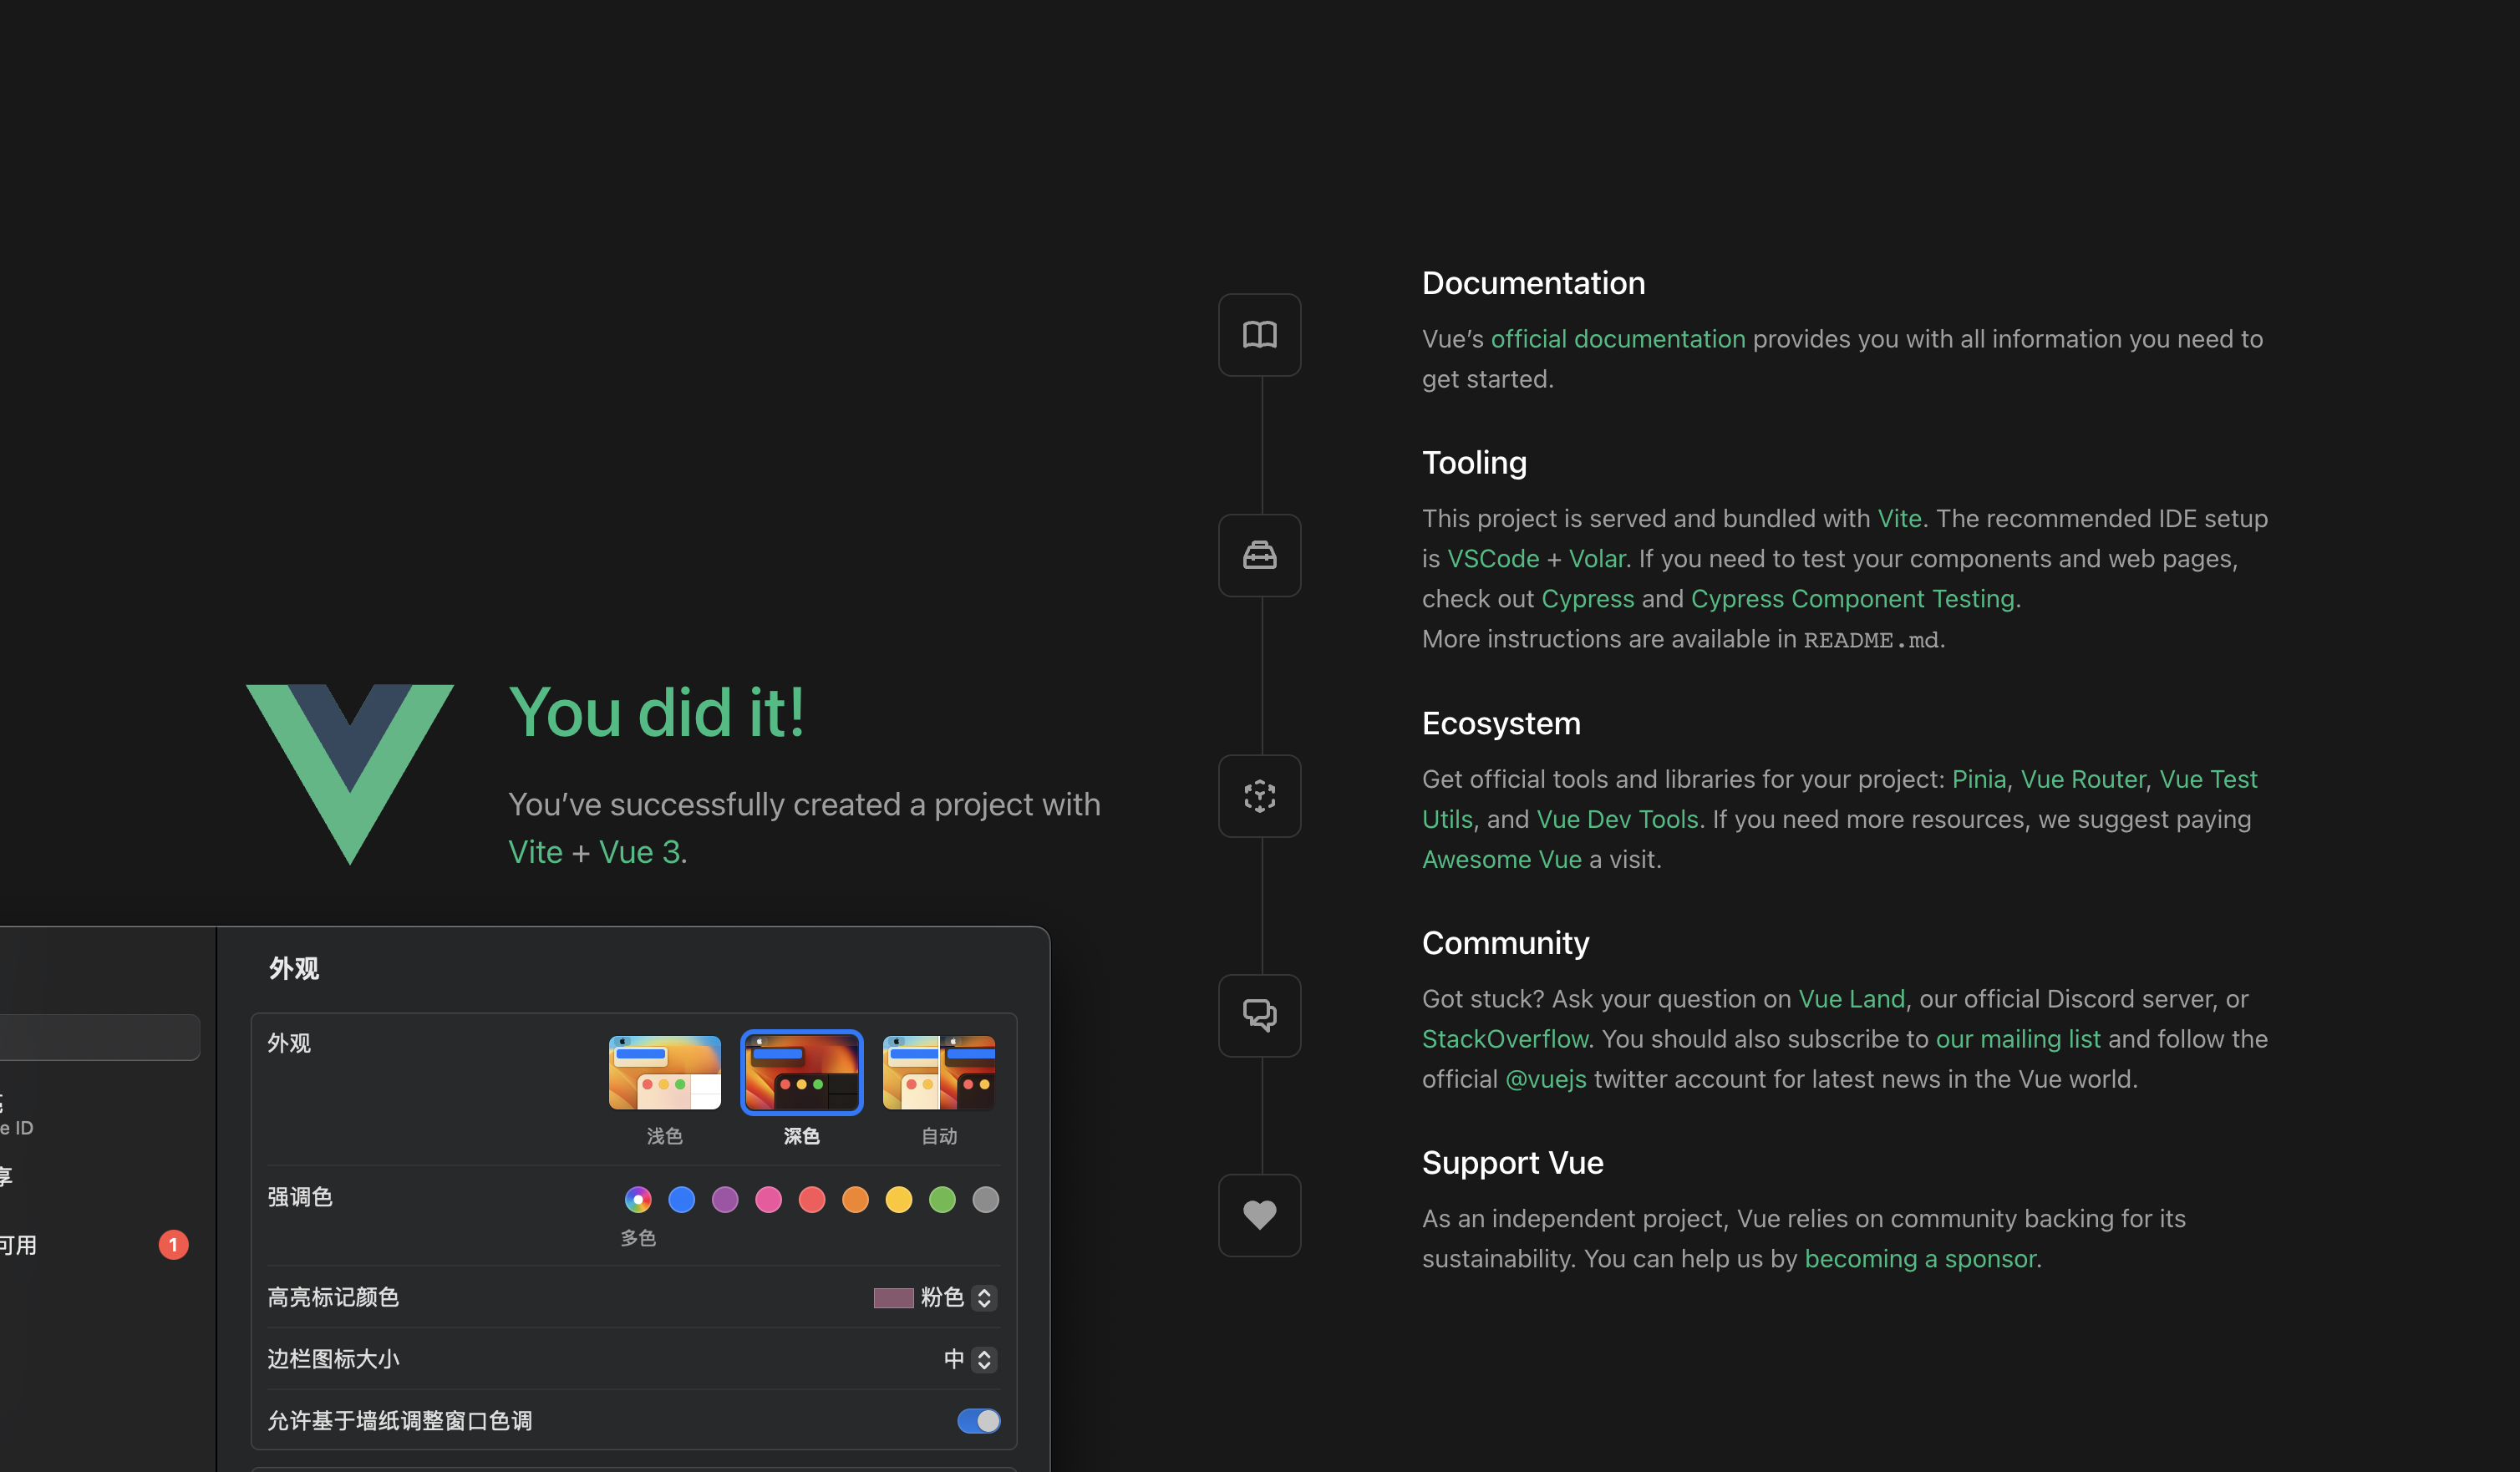 Documentation
Vue’s official documentation provides you with all information you need to
get started.
Tooling
This project is served and bundled with Vite. The recommended IDE setup
is VSCode + Volar. If you need to test your components and web pages,
check out Cypress and Cypress Component Testing.
More instructions are available in README.md.
You did it!
You’ve successfully created a project with
Vite + Vue 3.
Ecosystem
Get official tools and libraries for your project: Pinia, Vue Router, Vue Test
Utils, and Vue Dev Tools. If you need more resources, we suggest paying
Awesome Vue a visit.
Community
Got stuck? Ask your question on Vue Land, our official Discord server, or
StackOverflow. You should also subscribe to our mailing list and follow the
official @vuejs twitter account for latest news in the Vue world.
Support Vue
As an independent project, Vue relies on community backing for its
sustainability. You can help us by becoming a sponsor.
e ID
享
可用
1
外观
外观
浅色
深色
自动
强调色
多色
高亮标记颜色
粉色
边栏图标大小
中
允许基于墙纸调整窗口色调